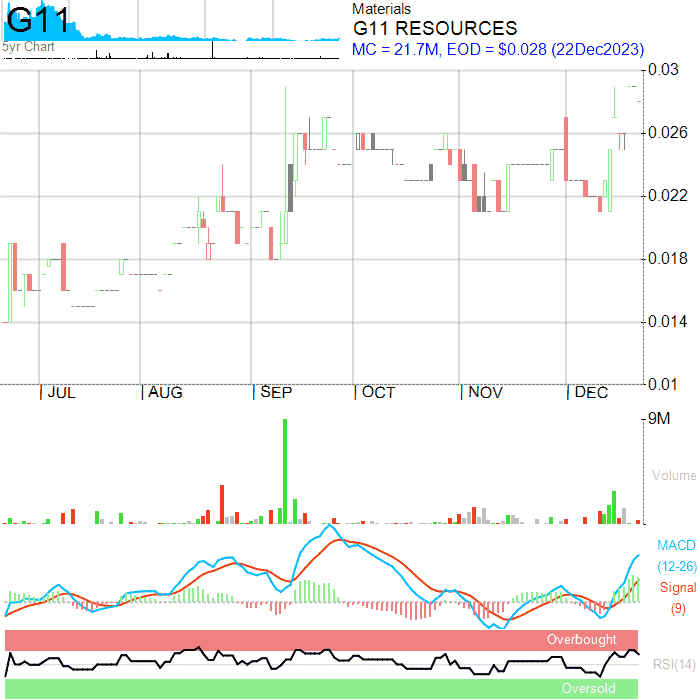 G11
5yr Chart
Materials
G11 RESOURCES
MC = 21.7M, EOD = $0.028 (22Dec2023)
0.03
0.026
0.022
0.018
0.014
0.01
JUL AUG SEP OCT NOV DEC
9M
Volume
MACD
(12-26)
Signal
(9)
Overbought
RSI(14)
Oversold